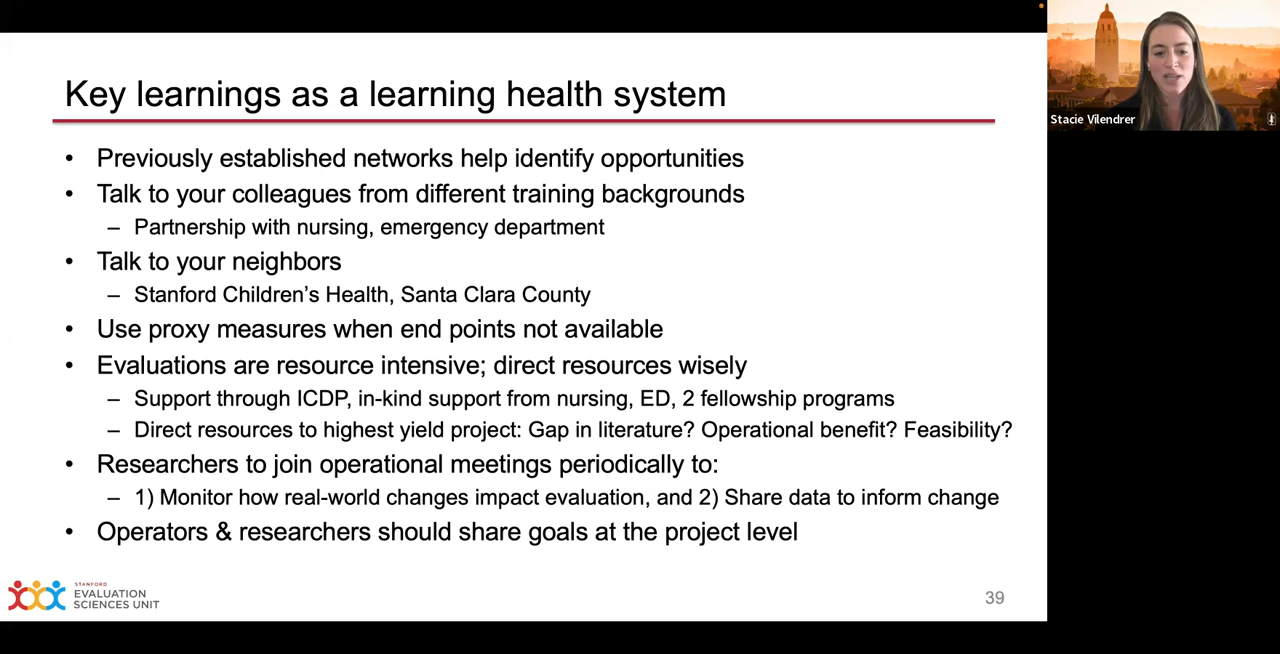 Key learnings as a learning health system
• Previously established networks help identify opportunities
• Talk to your colleagues from different training backgrounds
– Partnership with nursing, emergency department
• Talk to your neighbors
– Stanford Children's Health, Santa Clara County
• Use proxy measures when end points not available
• Evaluations are resource intensive; direct resources wisely
– Support through ICDP, in-kind support from nursing, ED, 2 fellowship programs
– Direct resources to highest yield project: Gap in literature? Operational benefit? Feasibility?
• Researchers to join operational meetings periodically to:
– 1) Monitor how real-world changes impact evaluation, and 2) Share data to inform change
• Operators & researchers should share goals at the project level
STANFORD
EVALUATION
SCIENCES UNIT
39
Stacie Vilendrer